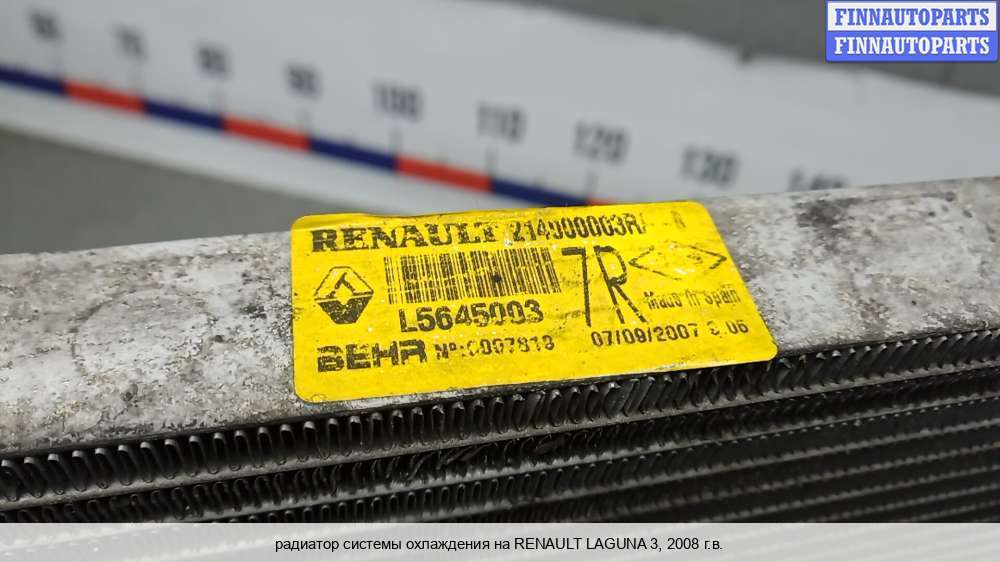 FINNAUTOPARTS
FINNAUTOPARTS
90 100 110 120 130
RENAULT 214000003R
7R
L5645003
Made in Spain
BEHR
07/09/2007
радиатор системы охлаждения на RENAULT LAGUNA 3, 2008 г.в.